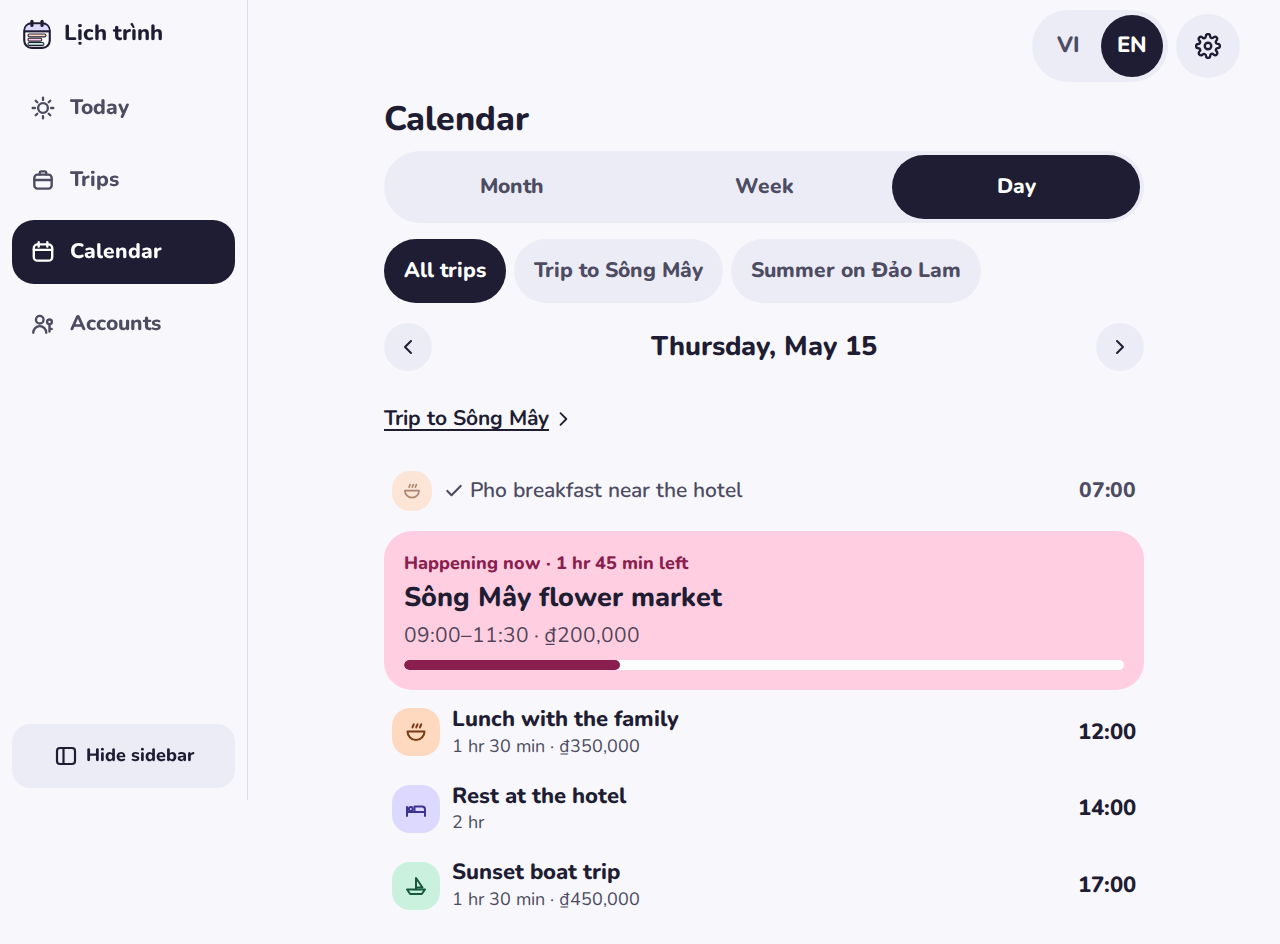 Lịch trình
VI
EN
Today
Trips
Calendar
Accounts
Hide sidebar
Calendar
Month
Week
Day
All trips
Trip to Sông Mây
Summer on Đảo Lam
Thursday, May 15
Trip to Sông Mây
Pho breakfast near the hotel
07:00
Happening now · 1 hr 45 min left
Sông Mây flower market
09:00–11:30 · ₫200,000
Lunch with the family
1 hr 30 min · ₫350,000
12:00
Rest at the hotel
2 hr
14:00
Sunset boat trip
1 hr 30 min · ₫450,000
17:00